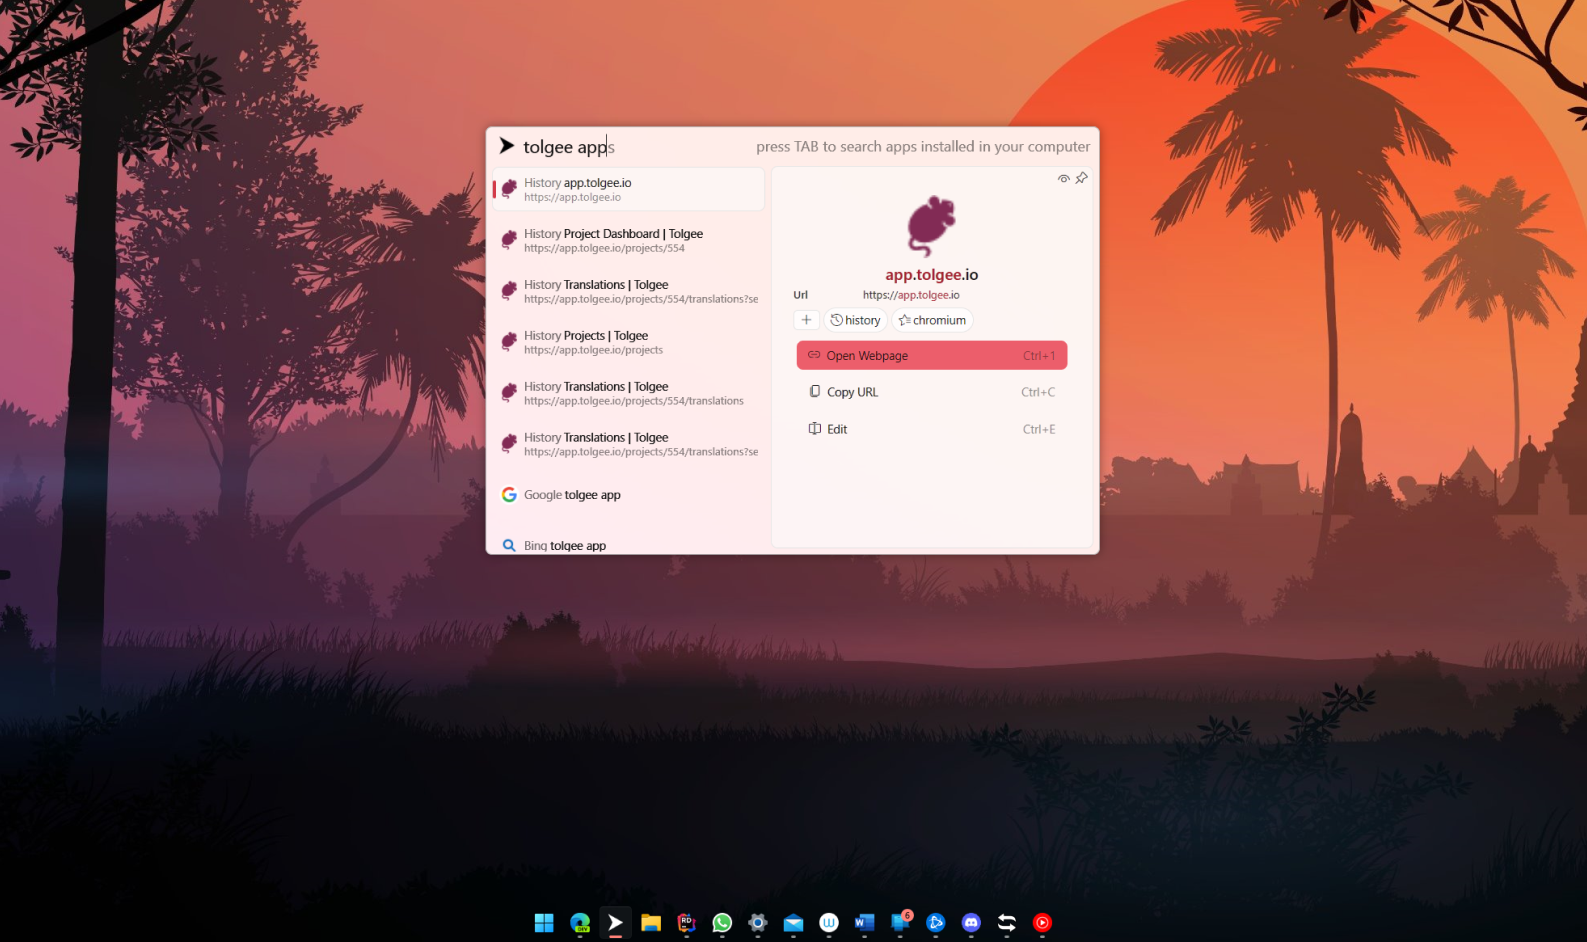 tolgee apps
press TAB to search apps installed in your computer
History app.tolgee.io
https://app.tolgee.io
History Project Dashboard | Tolgee
https://app.tolgee.io/projects/554
History Translations | Tolgee
https://app.tolgee.io/projects/554/translations?se
History Projects | Tolgee
https://app.tolgee.io/projects
History Translations | Tolgee
https://app.tolgee.io/projects/554/translations
History Translations | Tolgee
https://app.tolgee.io/projects/554/translations?se
Google tolgee app
Bing tolgee app
app.tolgee.io
Url https://app.tolgee.io
history chromium
Open Webpage Ctrl+1
Copy URL Ctrl+C
Edit Ctrl+E
DEV
RD
W
W
6